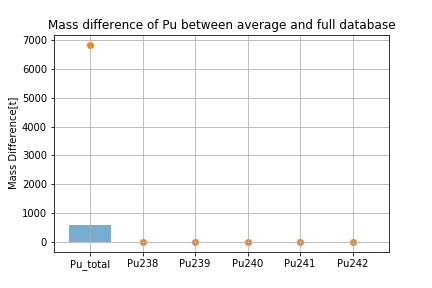 Mass difference of Pu between average and full database
Mass Difference[t]
7000
6000
5000
4000
3000
2000
1000
0
Pu_total Pu238 Pu239 Pu240 Pu241 Pu242